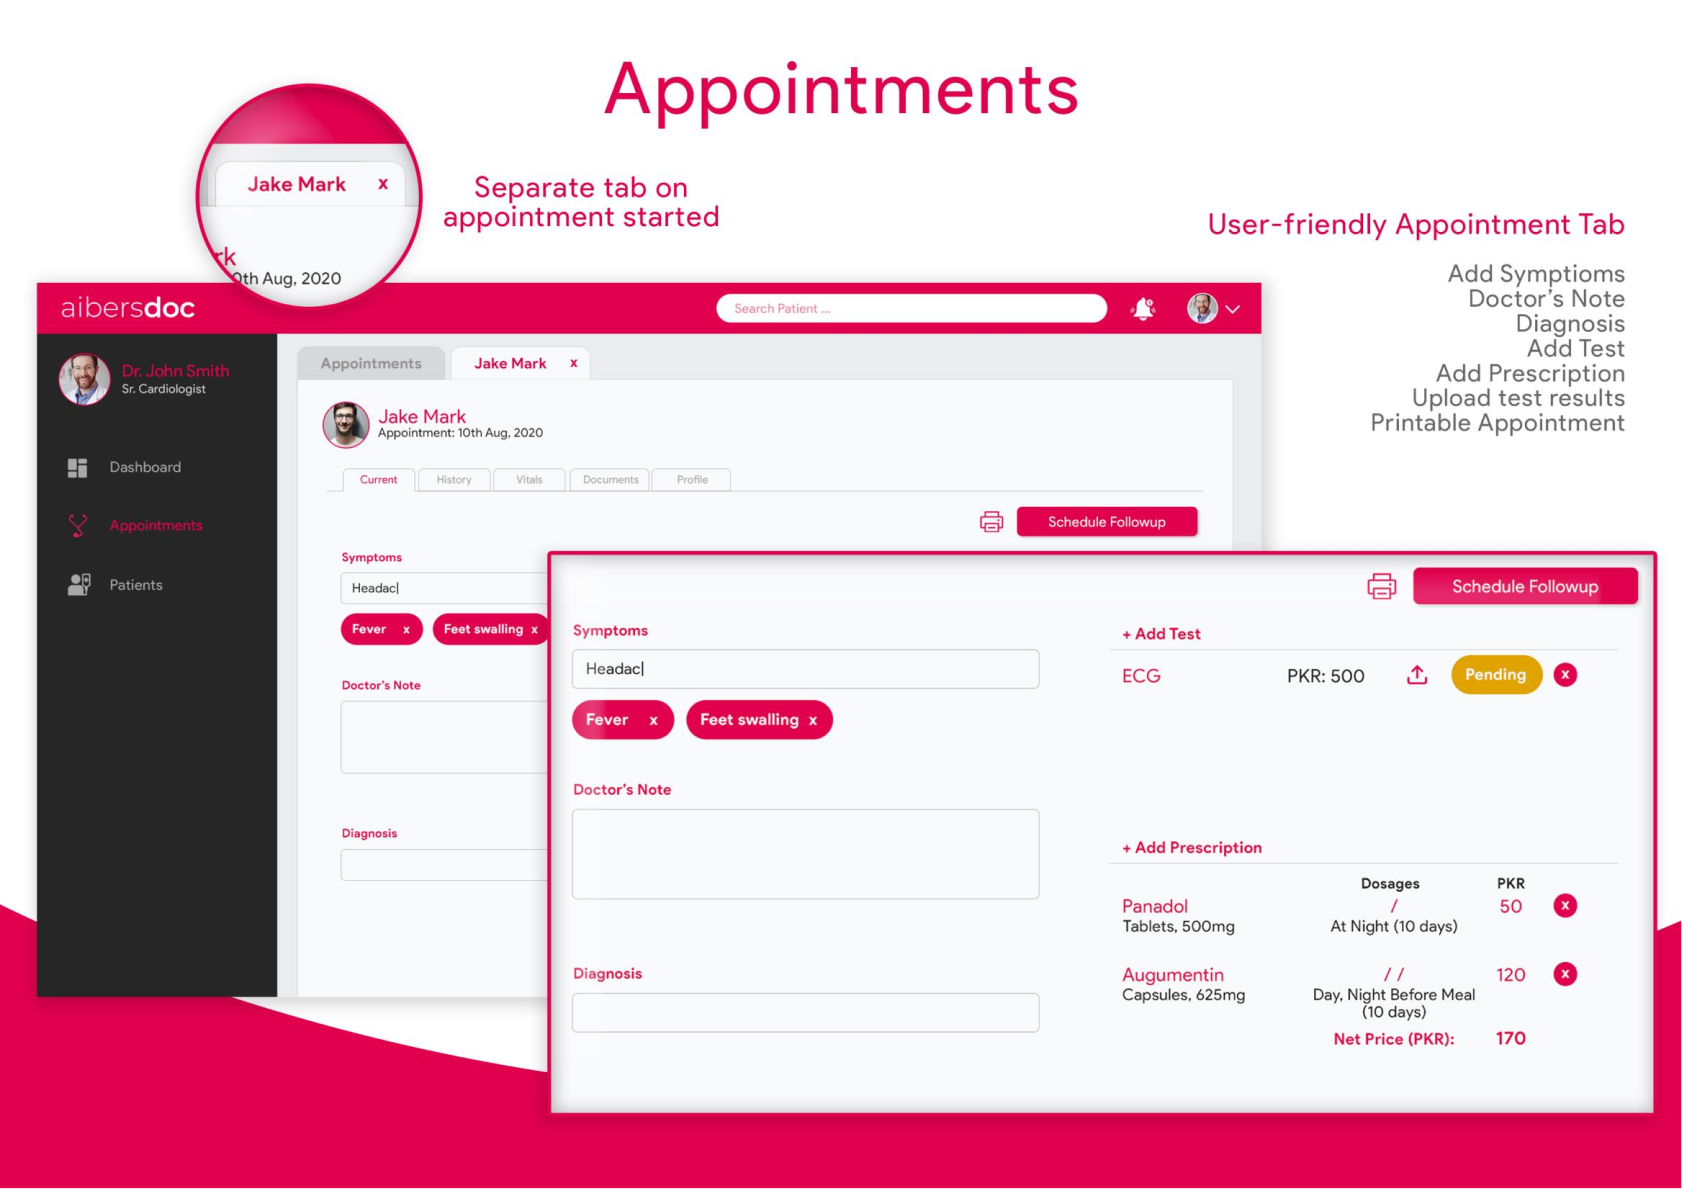 Appointments
Jake Mark x
rk
0th Aug, 2020
Separate tab on
appointment started
User-friendly Appointment Tab
Add Symptioms
Doctor's Note
Diagnosis
Add Test
Add Prescription
Upload test results
Printable Appointment
aibersdoc
Search Patient ...
Dr. John Smith
Sr. Cardiologist
Dashboard
Appointments
Patients
Appointments
Jake Mark x
Jake Mark
Appointment: 10th Aug, 2020
Current
History
Vitals
Documents
Profile
Schedule Followup
Symptoms
Headac|
Fever x
Feet swalling x
Doctor's Note
Diagnosis
Schedule Followup
Symptoms
Headac|
Fever x
Feet swalling x
Doctor's Note
Diagnosis
+ Add Test
ECG PKR: 500 Pending x
+ Add Prescription
Dosages PKR
Panadol / 50 x
Tablets, 500mg At Night (10 days)
Augumentin / / 120 x
Capsules, 625mg Day, Night Before Meal
(10 days)
Net Price (PKR): 170